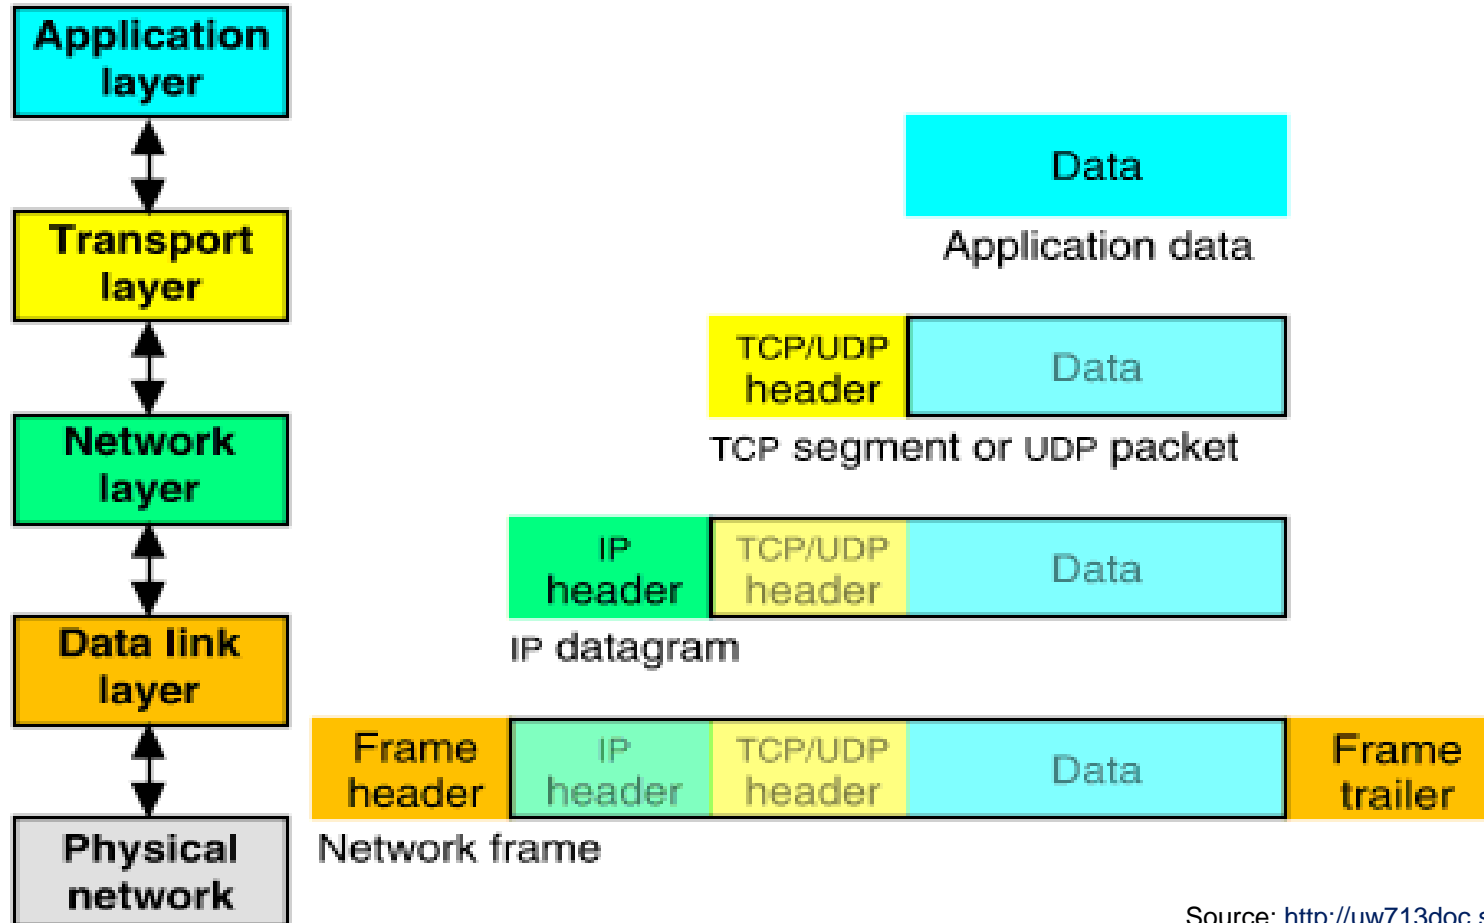 Application
layer
Data
Application data
Transport
layer
TCP/UDP
header
Data
TCP segment or UDP packet
Network
layer
IP
header
TCP/UDP
header
Data
IP datagram
Data link
layer
Frame
header
IP
header
TCP/UDP
header
Data
Frame
trailer
Network frame
Physical
network
Source: http://uw713doc.s